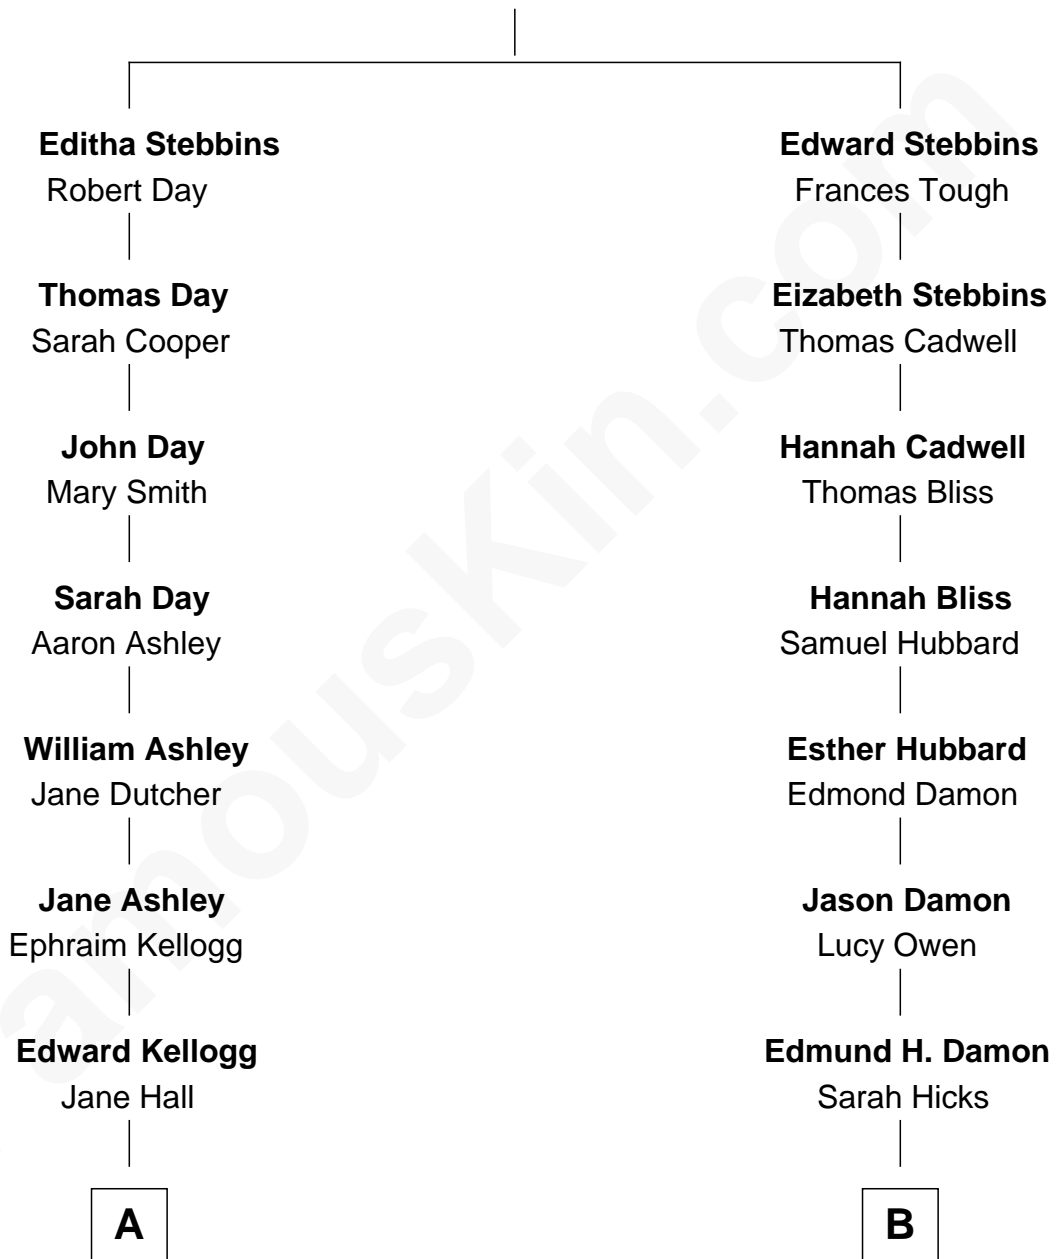 Editha Stebbins
Robert Day
Thomas Day
Sarah Cooper
John Day
Mary Smith
Sarah Day
Aaron Ashley
William Ashley
Jane Dutcher
Jane Ashley
Ephraim Kellogg
Edward Kellogg
Jane Hall
A
Edward Stebbins
Frances Tough
Eizabeth Stebbins
Thomas Cadwell
Hannah Cadwell
Thomas Bliss
Hannah Bliss
Samuel Hubbard
Esther Hubbard
Edmond Damon
Jason Damon
Lucy Owen
Edmund H. Damon
Sarah Hicks
B
amouskin.com